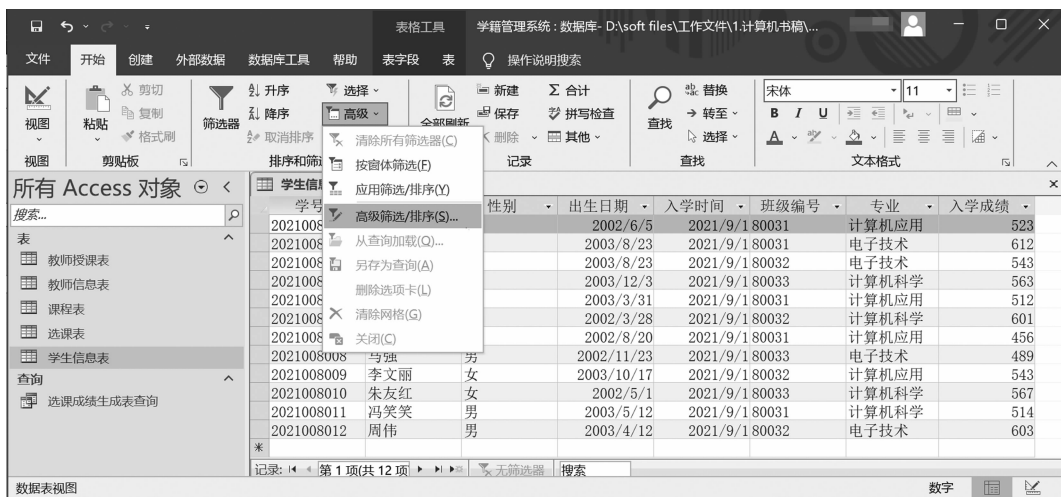 表格工具 学籍管理系统 : 数据库- D:\soft files\工作文件\1.计算机书稿\...
文件 开始 创建 外部数据 数据库工具 帮助 表字段 表 操作说明搜索
视图 粘贴 剪切 复制 格式刷 筛选器 升序 降序 取消排序 选择 高级 全部刷新 新建 保存 删除 合计 拼写检查 其他 查找 替换 转至 选择 宋体 11
B I U A
视图 剪贴板 排序和筛 记录 查找 文本格式
所有 Access 对象
搜索...
表
教师授课表
教师信息表
课程表
选课表
学生信息表
查询
选课成绩生成表查询
清除所有筛选器(C)
按窗体筛选(F)
应用筛选/排序(Y)
高级筛选/排序(S)...
从查询加载(Q)...
另存为查询(A)
删除选项卡(L)
清除网格(G)
关闭(C)
学生信
学号 性别 出生日期 入学时间 班级编号 专业 入学成绩
2021008 2002/6/5 2021/9/1 80031 计算机应用 523
2021008 2003/8/23 2021/9/1 80031 电子技术 612
2021008 2003/8/23 2021/9/1 80032 电子技术 543
2021008 2003/12/3 2021/9/1 80033 计算机科学 563
2021008 2003/3/31 2021/9/1 80031 计算机应用 512
2021008 2002/3/28 2021/9/1 80032 计算机科学 601
2021008 2002/8/20 2021/9/1 80031 计算机应用 456
2021008008 马强 男 2002/11/23 2021/9/1 80033 电子技术 489
2021008009 李文丽 女 2003/10/17 2021/9/1 80032 计算机应用 543
2021008010 朱友红 女 2002/5/1 2021/9/1 80033 计算机科学 567
2021008011 冯笑笑 男 2003/5/12 2021/9/1 80031 计算机科学 514
2021008012 周伟 男 2003/4/12 2021/9/1 80032 电子技术 603
记录: 第 1 项(共 12 项 无筛选器 搜索
数据表视图 数字